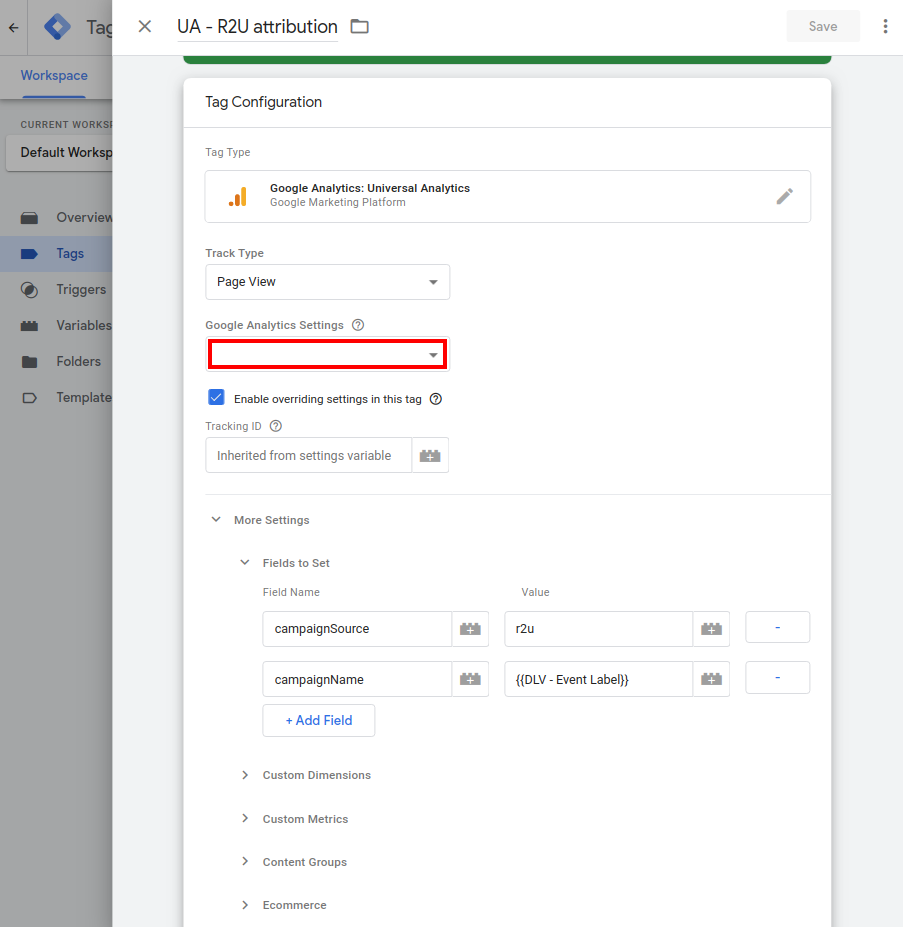 Tag
UA - R2U attribution
Save
Workspace
CURRENT WORKSP
Default Worksp
Overview
Tags
Triggers
Variables
Folders
Template
Tag Configuration
Tag Type
Google Analytics: Universal Analytics
Google Marketing Platform
Track Type
Page View
Google Analytics Settings
Enable overriding settings in this tag
Tracking ID
Inherited from settings variable
More Settings
Fields to Set
Field Name Value
campaignSource r2u -
campaignName {{DLV - Event Label}} -
+ Add Field
Custom Dimensions
Custom Metrics
Content Groups
Ecommerce